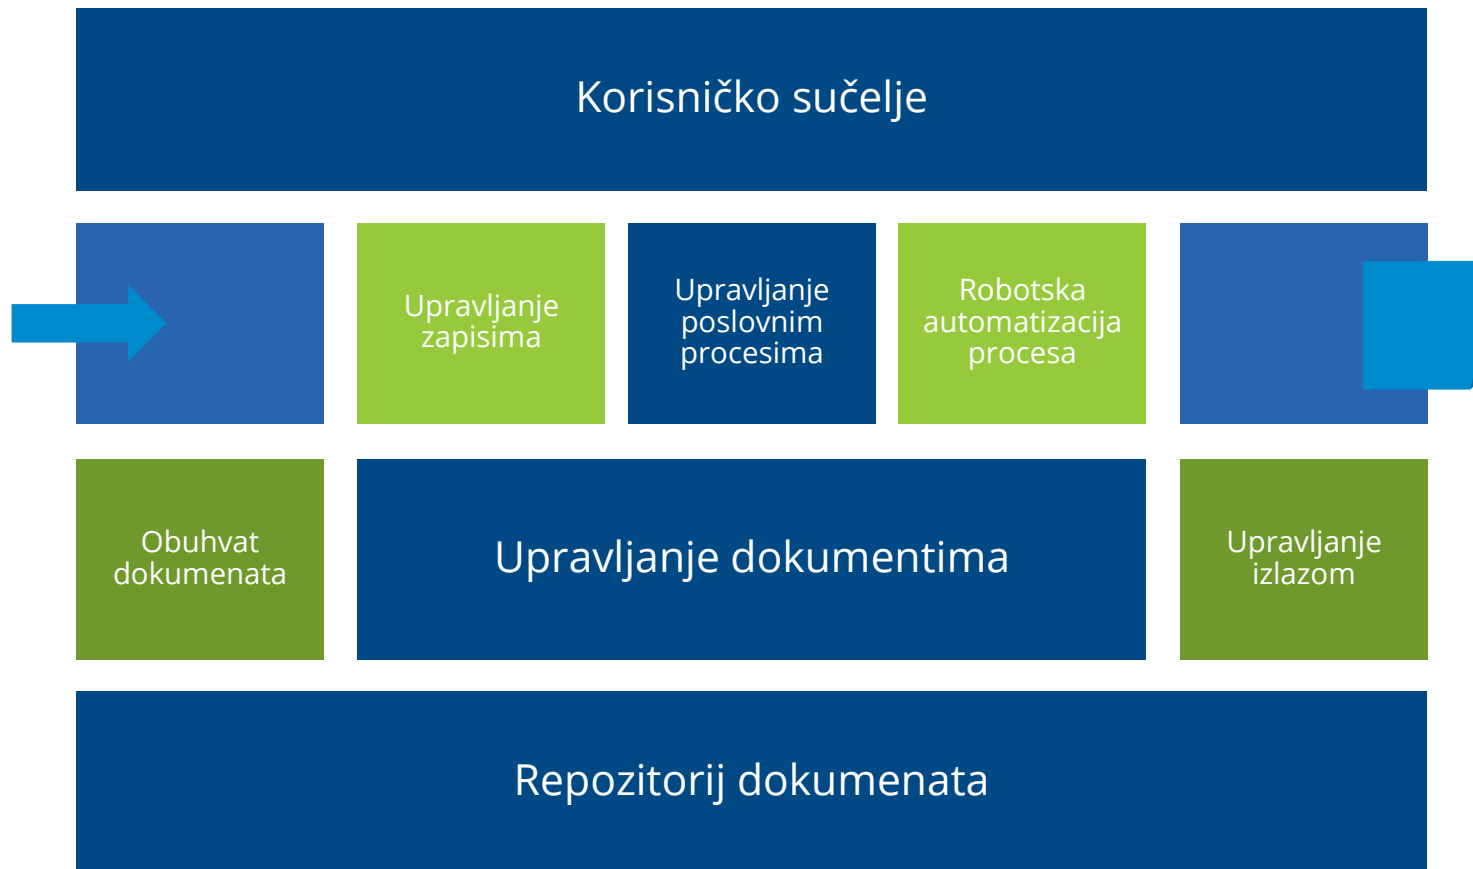 Korisničko sučelje
Upravljanje
zapisima
Upravljanje
poslovnim
procesima
Robotska
automatizacija
procesa
Obuhvat
dokumenata
Upravljanje dokumentima
Upravljanje
izlazom
Repozitorij dokumenata